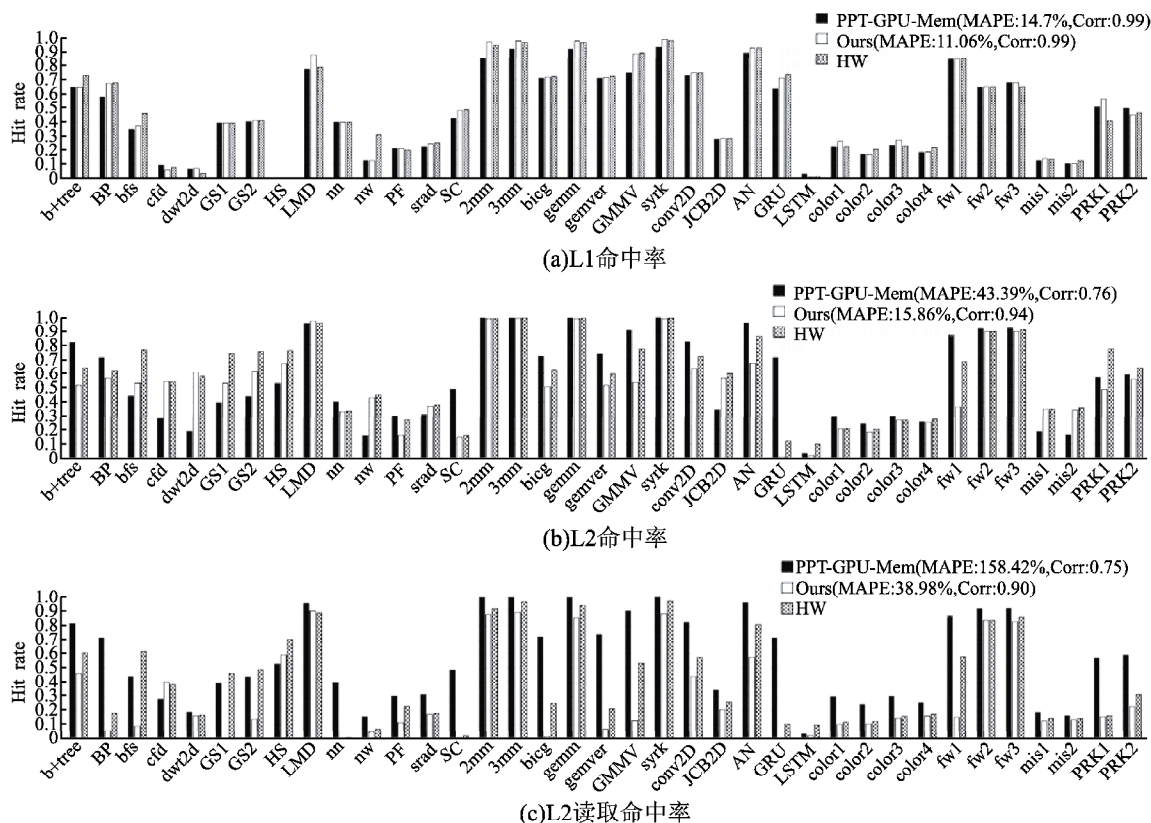 PPT-GPU-Mem(MAPE:14.7%,Corr:0.99)
Ours(MAPE:11.06%,Corr:0.99)
HW
Hit rate
1.0
0.9
0.8
0.7
0.6
0.5
0.4
0.3
0.2
0.1
0
b+tree BP bfs cfd dwt2d GS1 GS2 HS LMD nn nw PF srad SC 2mm 3mm bicg gemm gemver GMMV syrk conv2D JCB2D AN GRU LSTM color1 color2 color3 color4 fw1 fw2 fw3 mis1 mis2 PRK1 PRK2
(a)L1命中率
PPT-GPU-Mem(MAPE:43.39%,Corr:0.76)
Ours(MAPE:15.86%,Corr:0.94)
HW
Hit rate
1.0
0.9
0.8
0.7
0.6
0.5
0.4
0.3
0.2
0.1
0
b+tree BP bfs cfd dwt2d GS1 GS2 HS LMD nn nw PF srad SC 2mm 3mm bicg gemm gemver GMMV syrk conv2D JCB2D AN GRU LSTM color1 color2 color3 color4 fw1 fw2 fw3 mis1 mis2 PRK1 PRK2
(b)L2命中率
PPT-GPU-Mem(MAPE:158.42%,Corr:0.75)
Ours(MAPE:38.98%,Corr:0.90)
HW
Hit rate
1.0
0.9
0.8
0.7
0.6
0.5
0.4
0.3
0.2
0.1
0
b+tree BP bfs cfd dwt2d GS1 GS2 HS LMD nn nw PF srad SC 2mm 3mm bicg gemm gemver GMMV syrk conv2D JCB2D AN GRU LSTM color1 color2 color3 color4 fw1 fw2 fw3 mis1 mis2 PRK1 PRK2
(c)L2读取命中率